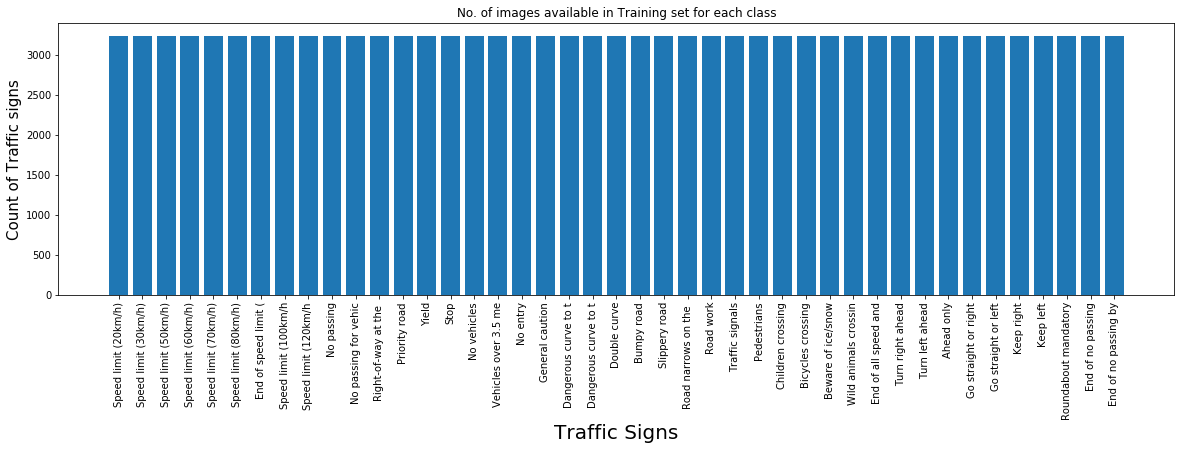 No. of images available in Training set for each class
Count of Traffic signs
3000
2500
2000
1500
1000
500
0
Speed limit (20km/h)
Speed limit (30km/h)
Speed limit (50km/h)
Speed limit (60km/h)
Speed limit (70km/h)
Speed limit (80km/h)
End of speed limit (
Speed limit (100km/h
Speed limit (120km/h
No passing
No passing for vehic
Right-of-way at the
Priority road
Yield
Stop
No vehicles
Vehicles over 3.5 me
No entry
General caution
Dangerous curve to t
Dangerous curve to t
Double curve
Bumpy road
Slippery road
Road narrows on the
Road work
Traffic signals
Pedestrians
Children crossing
Bicycles crossing
Beware of ice/snow
Wild animals crossin
End of all speed and
Turn right ahead
Turn left ahead
Ahead only
Go straight or right
Go straight or left
Keep right
Keep left
Roundabout mandatory
End of no passing
End of no passing by
Traffic Signs